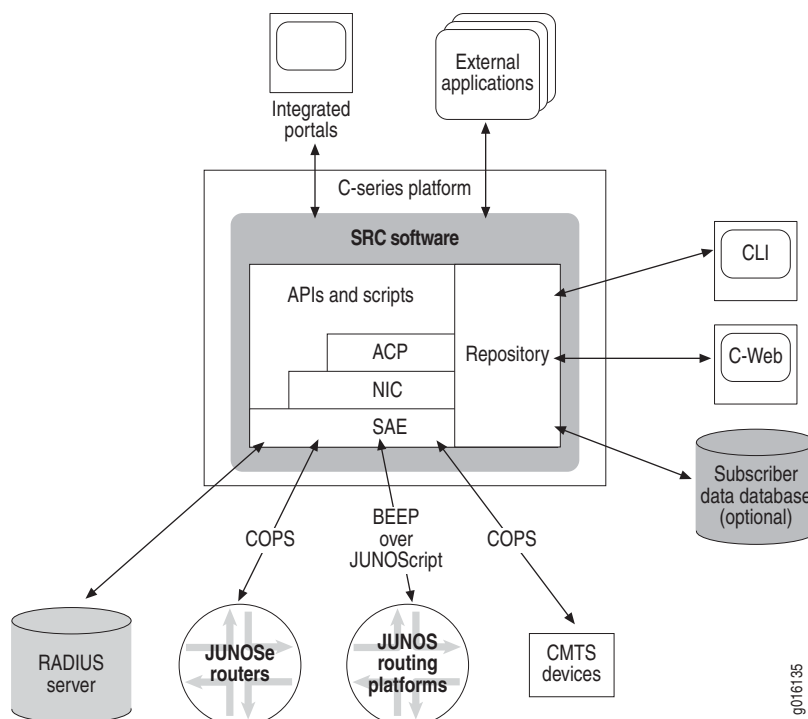 External
applications
Integrated
portals
C-series platform
SRC software
APIs and scripts
ACP
NIC
SAE
Repository
CLI
C-Web
Subscriber
data database
(optional)
COPS
BEEP
over
JUNOScript
COPS
RADIUS
server
JUNOSe
routers
JUNOS
routing
platforms
CMTS
devices
g016135